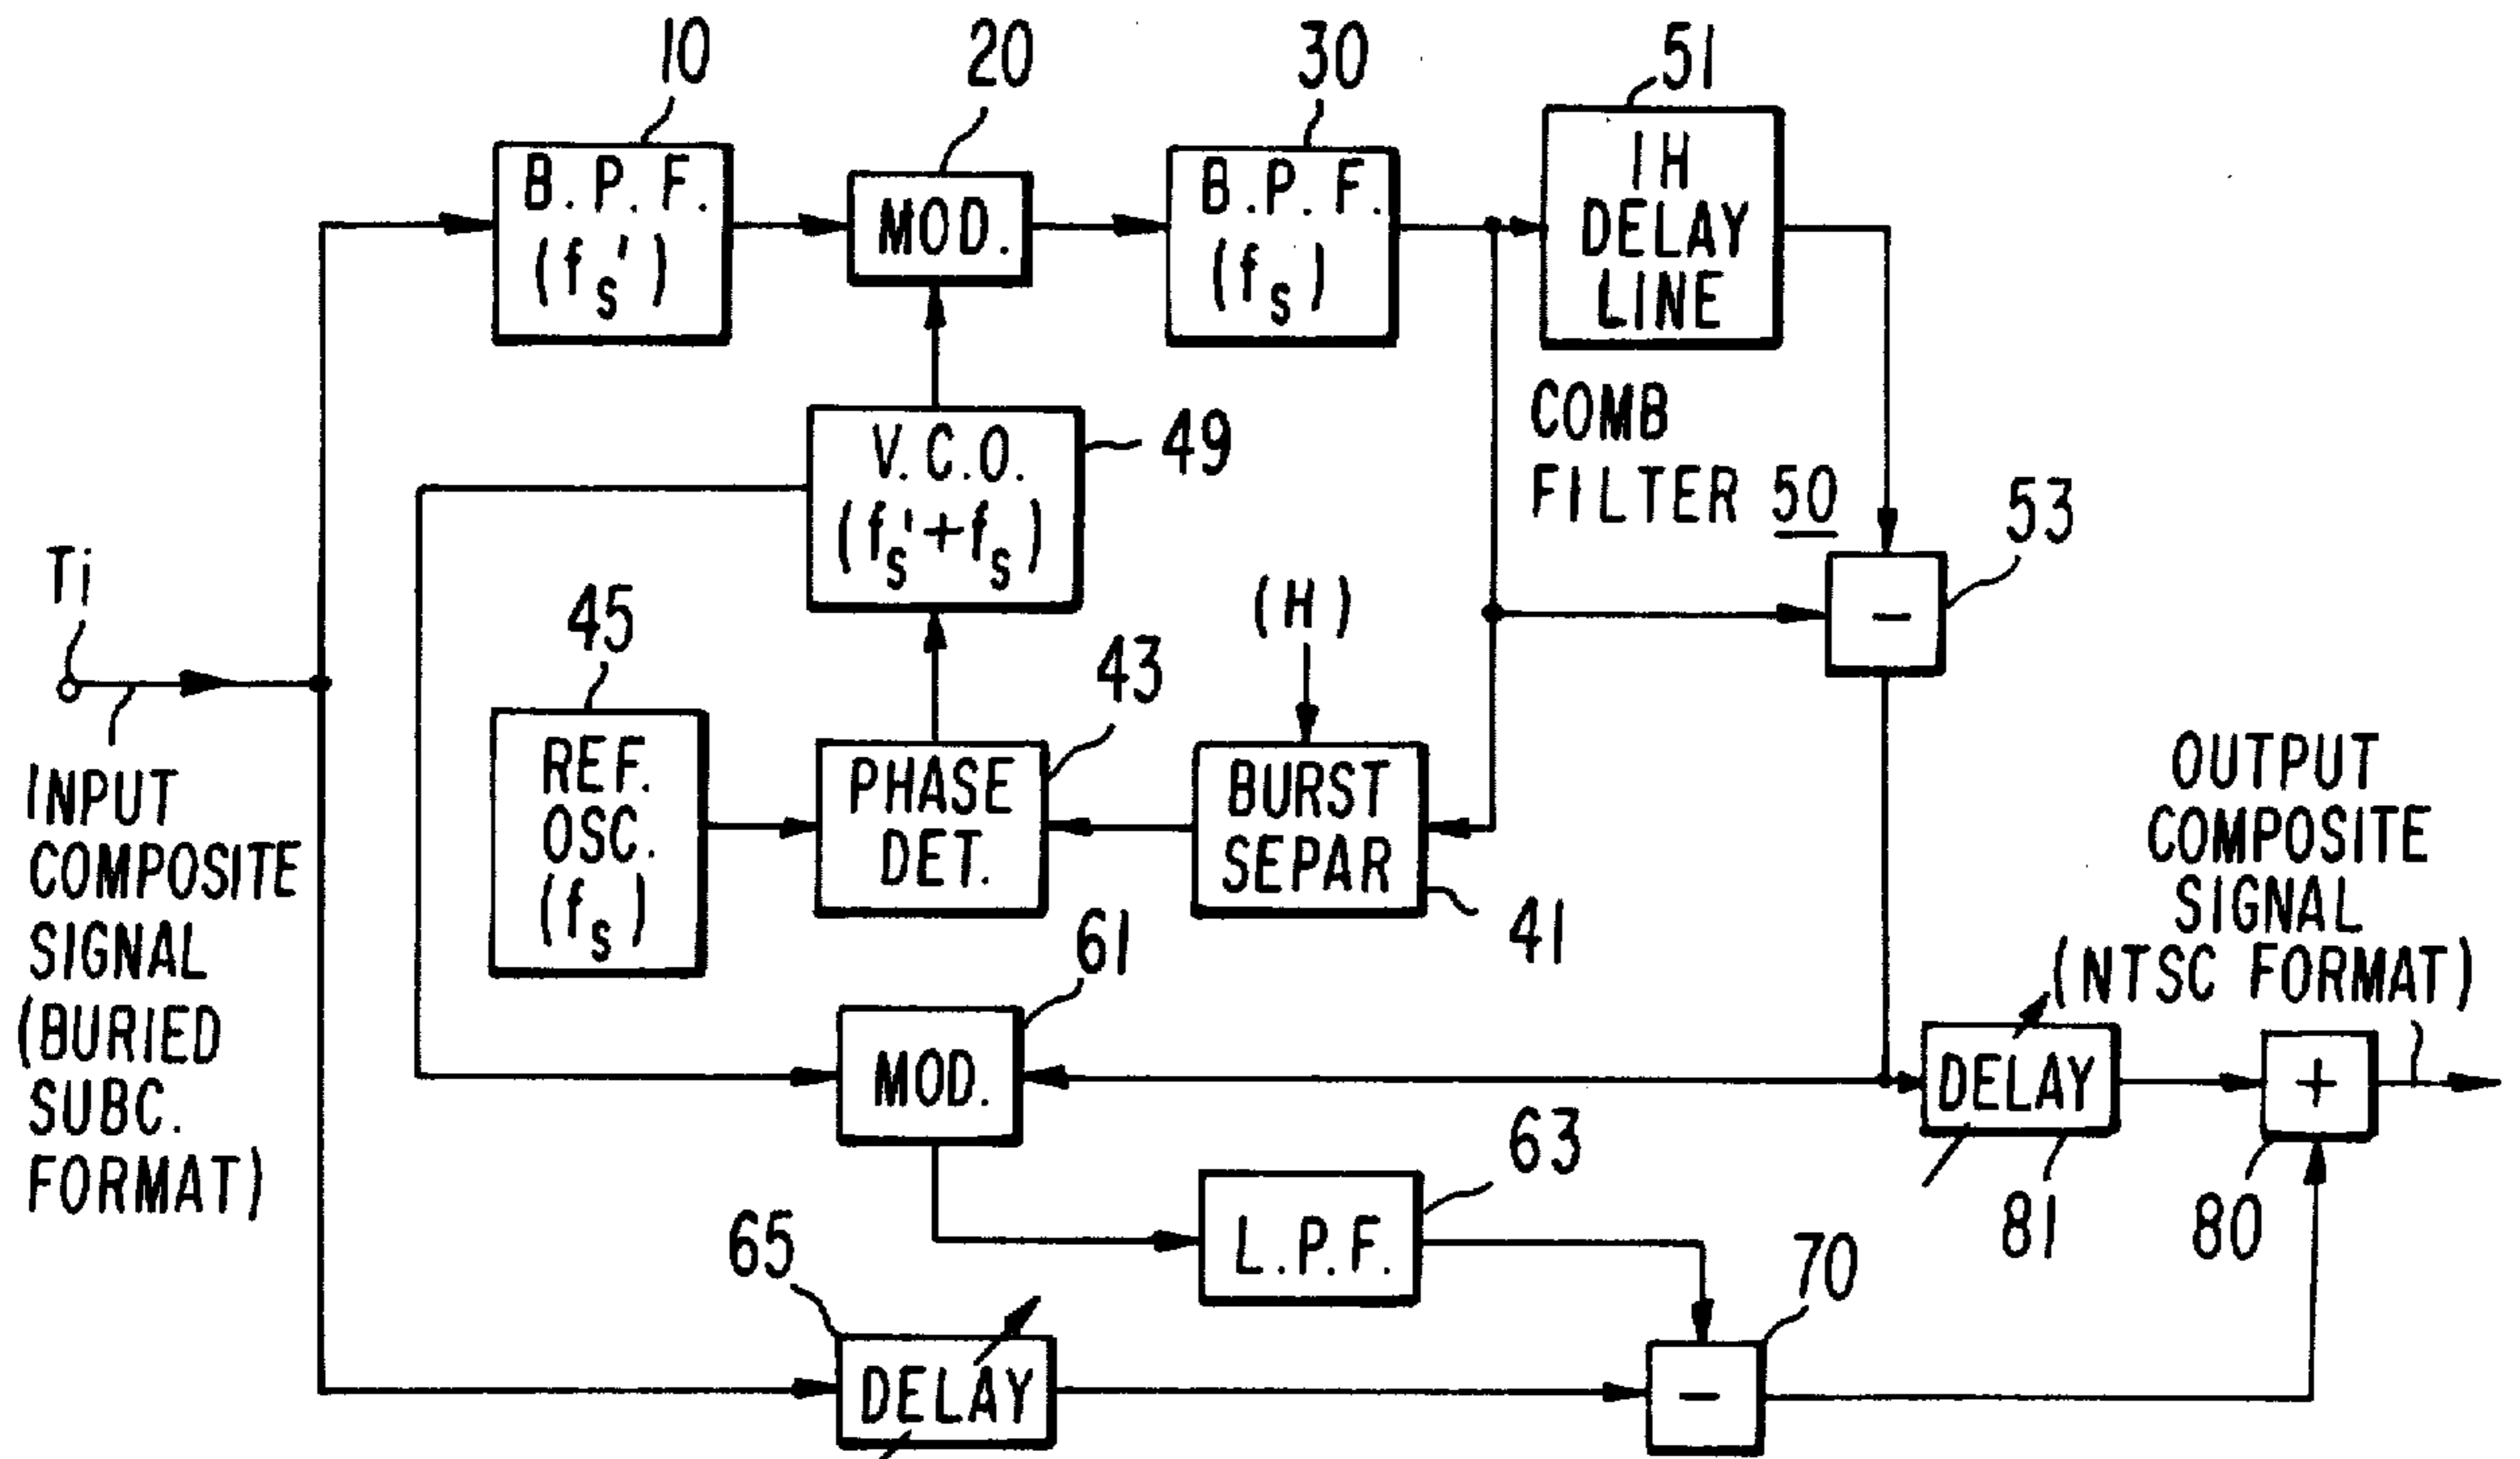 10
20
30
51
B.P.F.
(fs')
MOD.
B.P.F.
(fs)
1H
DELAY
LINE
COMB
FILTER 50
V.C.O.
(fs'+fs)
49
53
Ti
45
(H)
43
REF.
OSC.
(fs)
PHASE
DET.
BURST
SEPAR
41
INPUT
COMPOSITE
SIGNAL
(BURIED
SUBC.
FORMAT)
OUTPUT
COMPOSITE
SIGNAL
(NTSC FORMAT)
61
MOD.
DELAY
+
63
81
80
L.P.F.
65
70
DELAY
-
-